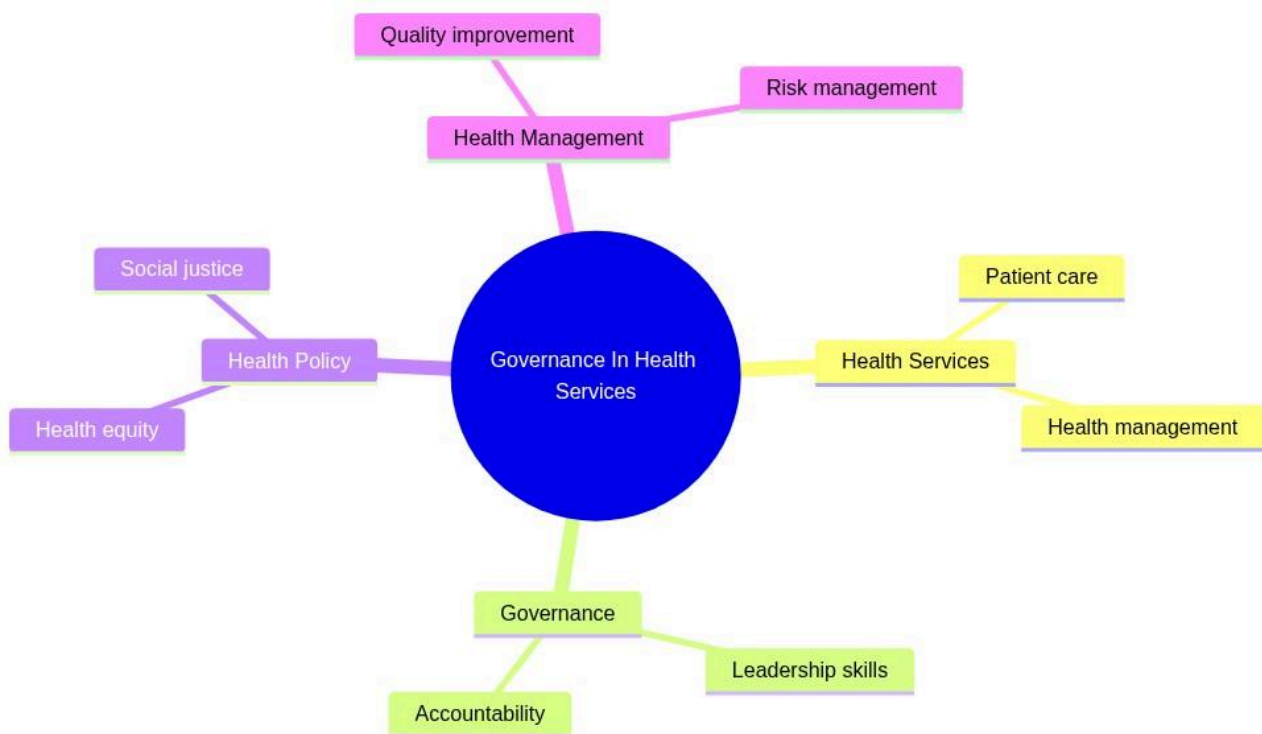 Quality improvement
Risk management
Health Management
Social justice
Patient care
Health Policy
Governance In Health
Services
Health Services
Health equity
Health management
Governance
Leadership skills
Accountability